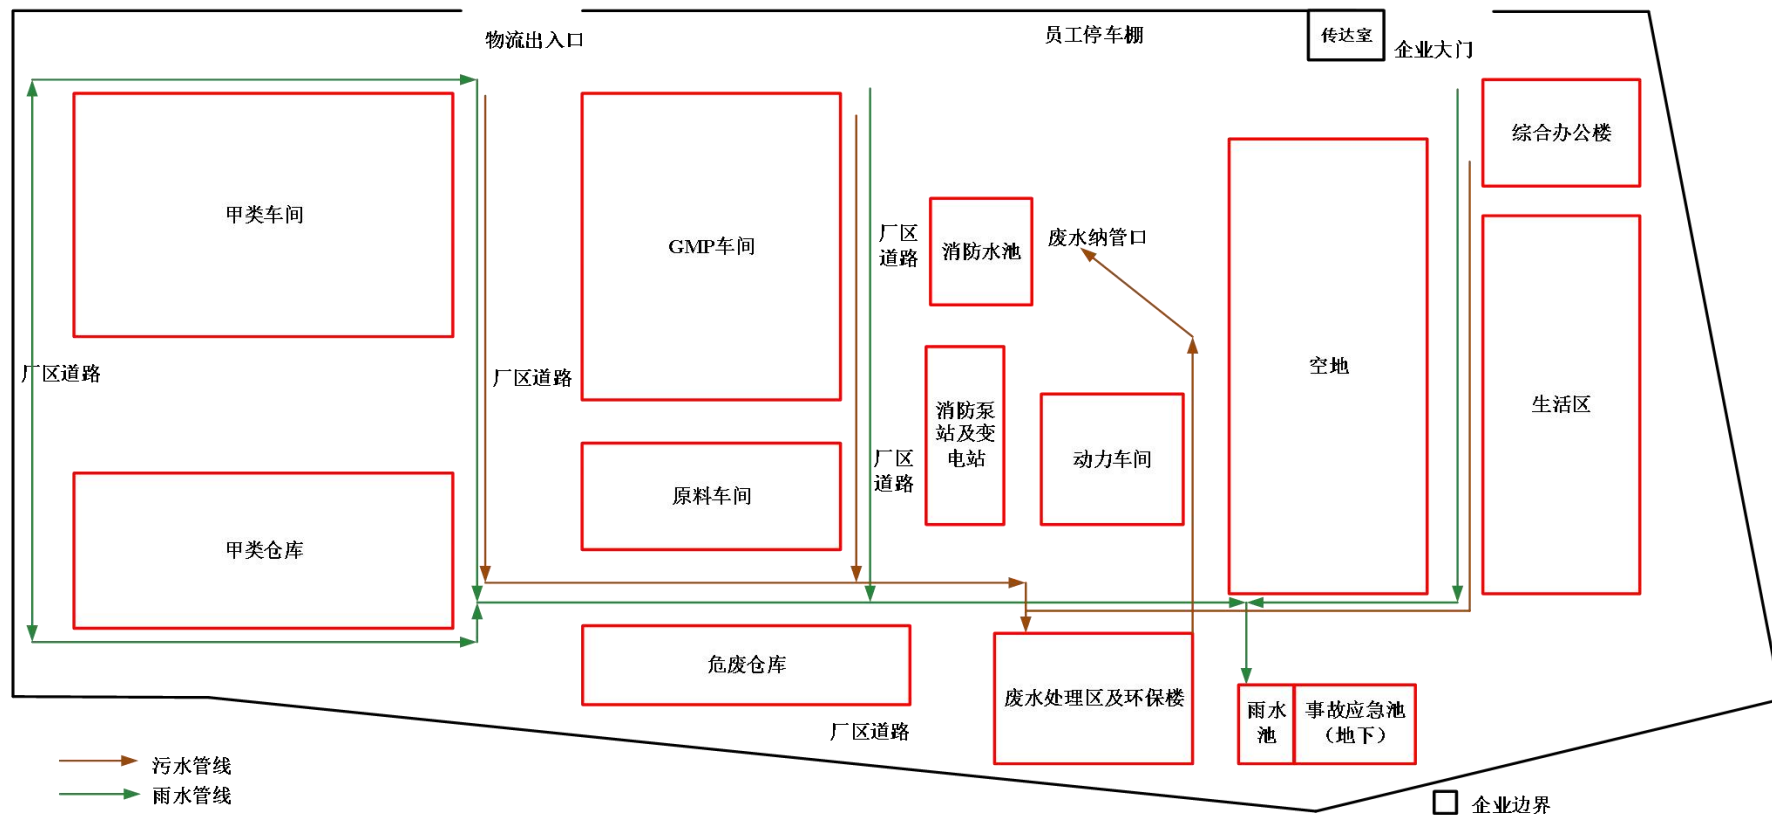 物流出入口
员工停车棚
传达室
企业大门
综合办公楼
甲类车间
GMP车间
厂区
道路
消防水池
废水纳管口
厂区道路
厂区道路
空地
生活区
消防泵
站及变
电站
动力车间
厂区
道路
原料车间
甲类仓库
危废仓库
废水处理区及环保楼
雨水
池
事故应急池
（地下）
厂区道路
污水管线
雨水管线
企业边界